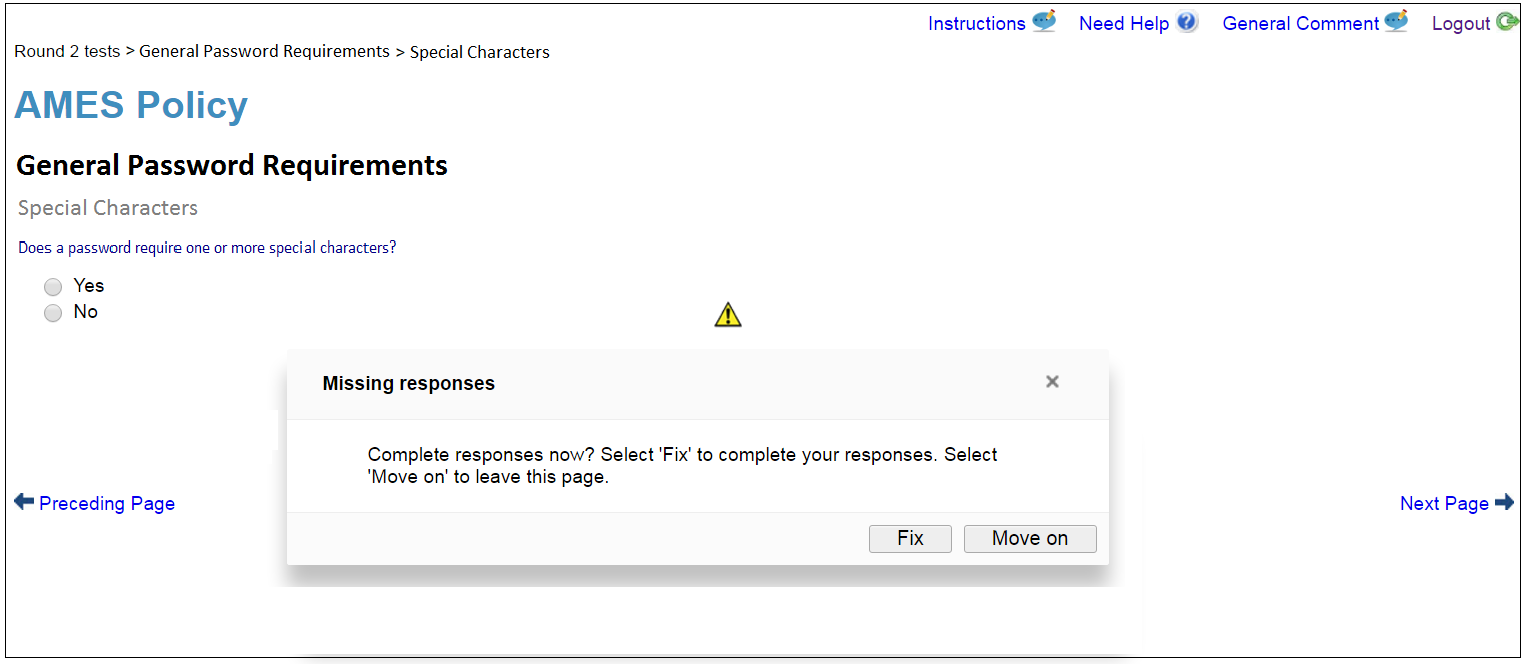 Instructions Need Help General Comment Logout
Round 2 tests > General Password Requirements > Special Characters
AMES Policy
General Password Requirements
Special Characters
Does a password require one or more special characters?
Yes
No
Missing responses ×
Complete responses now? Select 'Fix' to complete your responses. Select
'Move on' to leave this page.
Preceding Page Next Page
Fix Move on